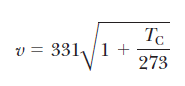 v = 331√(1 + T_C/273)